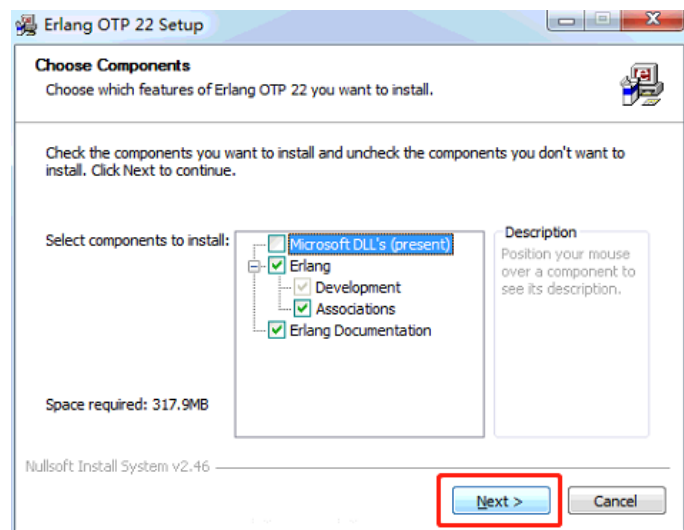 Erlang OTP 22 Setup
Choose Components
Choose which features of Erlang OTP 22 you want to install.
Check the components you want to install and uncheck the components you don't want to
install. Click Next to continue.
Select components to install:
Microsoft DLL's (present)
Erlang
Development
Associations
Erlang Documentation
Description
Position your mouse
over a component to
see its description.
Space required: 317.9MB
Nullsoft Install System v2.46
Next >
Cancel